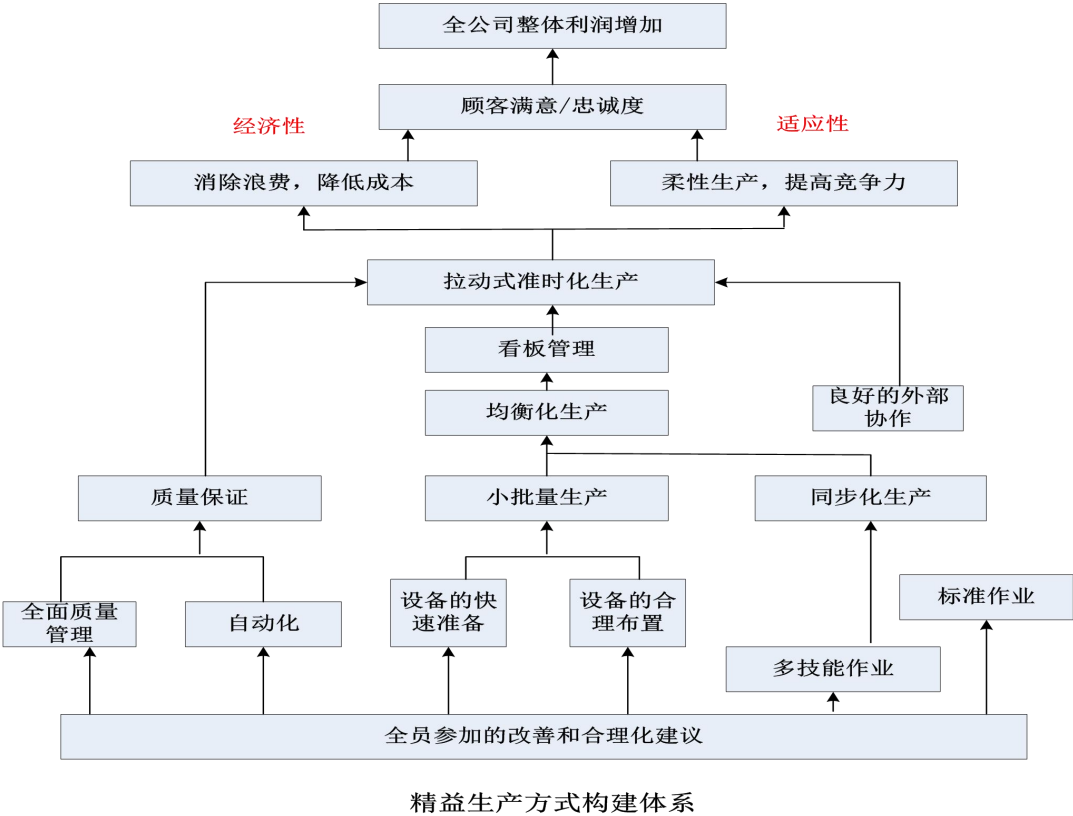 全公司整体利润增加
顾客满意/忠诚度
经济性
适应性
消除浪费，降低成本
柔性生产，提高竞争力
拉动式准时化生产
看板管理
良好的外部
协作
均衡化生产
质量保证
小批量生产
同步化生产
全面质量
管理
自动化
设备的快
速准备
设备的合
理布置
标准作业
多技能作业
全员参加的改善和合理化建议
精益生产方式构建体系